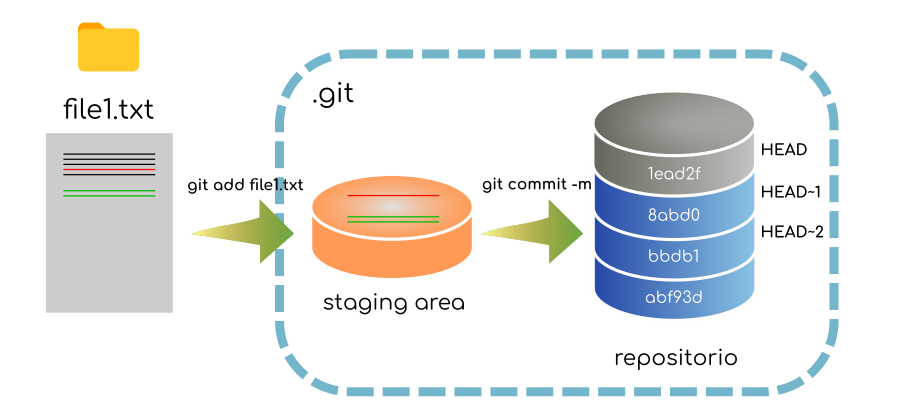 file1.txt
.git
git add file1.txt
git commit -m
HEAD
1ead2f
HEAD~1
8abd0
HEAD~2
bbdb1
abf93d
staging area
repositorio